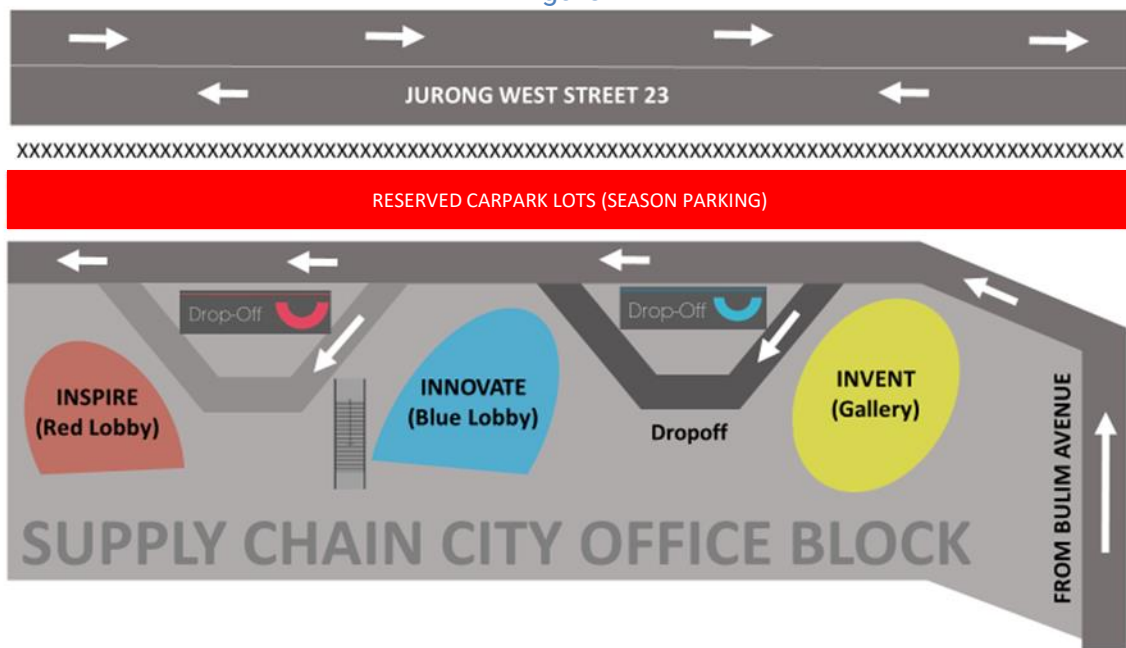 JURONG WEST STREET 23
XXXXXXXXXXXXXXXXXXXXXXXXXXXXXXXXXXXXXXXXXXXXXXXXXXXXXXXXXXXXXXXXXXXXXXXXXXXXXXXXXXXXXXXXXXXX
RESERVED CARPARK LOTS (SEASON PARKING)
Drop-Off
Drop-Off
INSPIRE
(Red Lobby)
INNOVATE
(Blue Lobby)
Dropoff
INVENT
(Gallery)
FROM BULIM AVENUE
SUPPLY CHAIN CITY OFFICE BLOCK